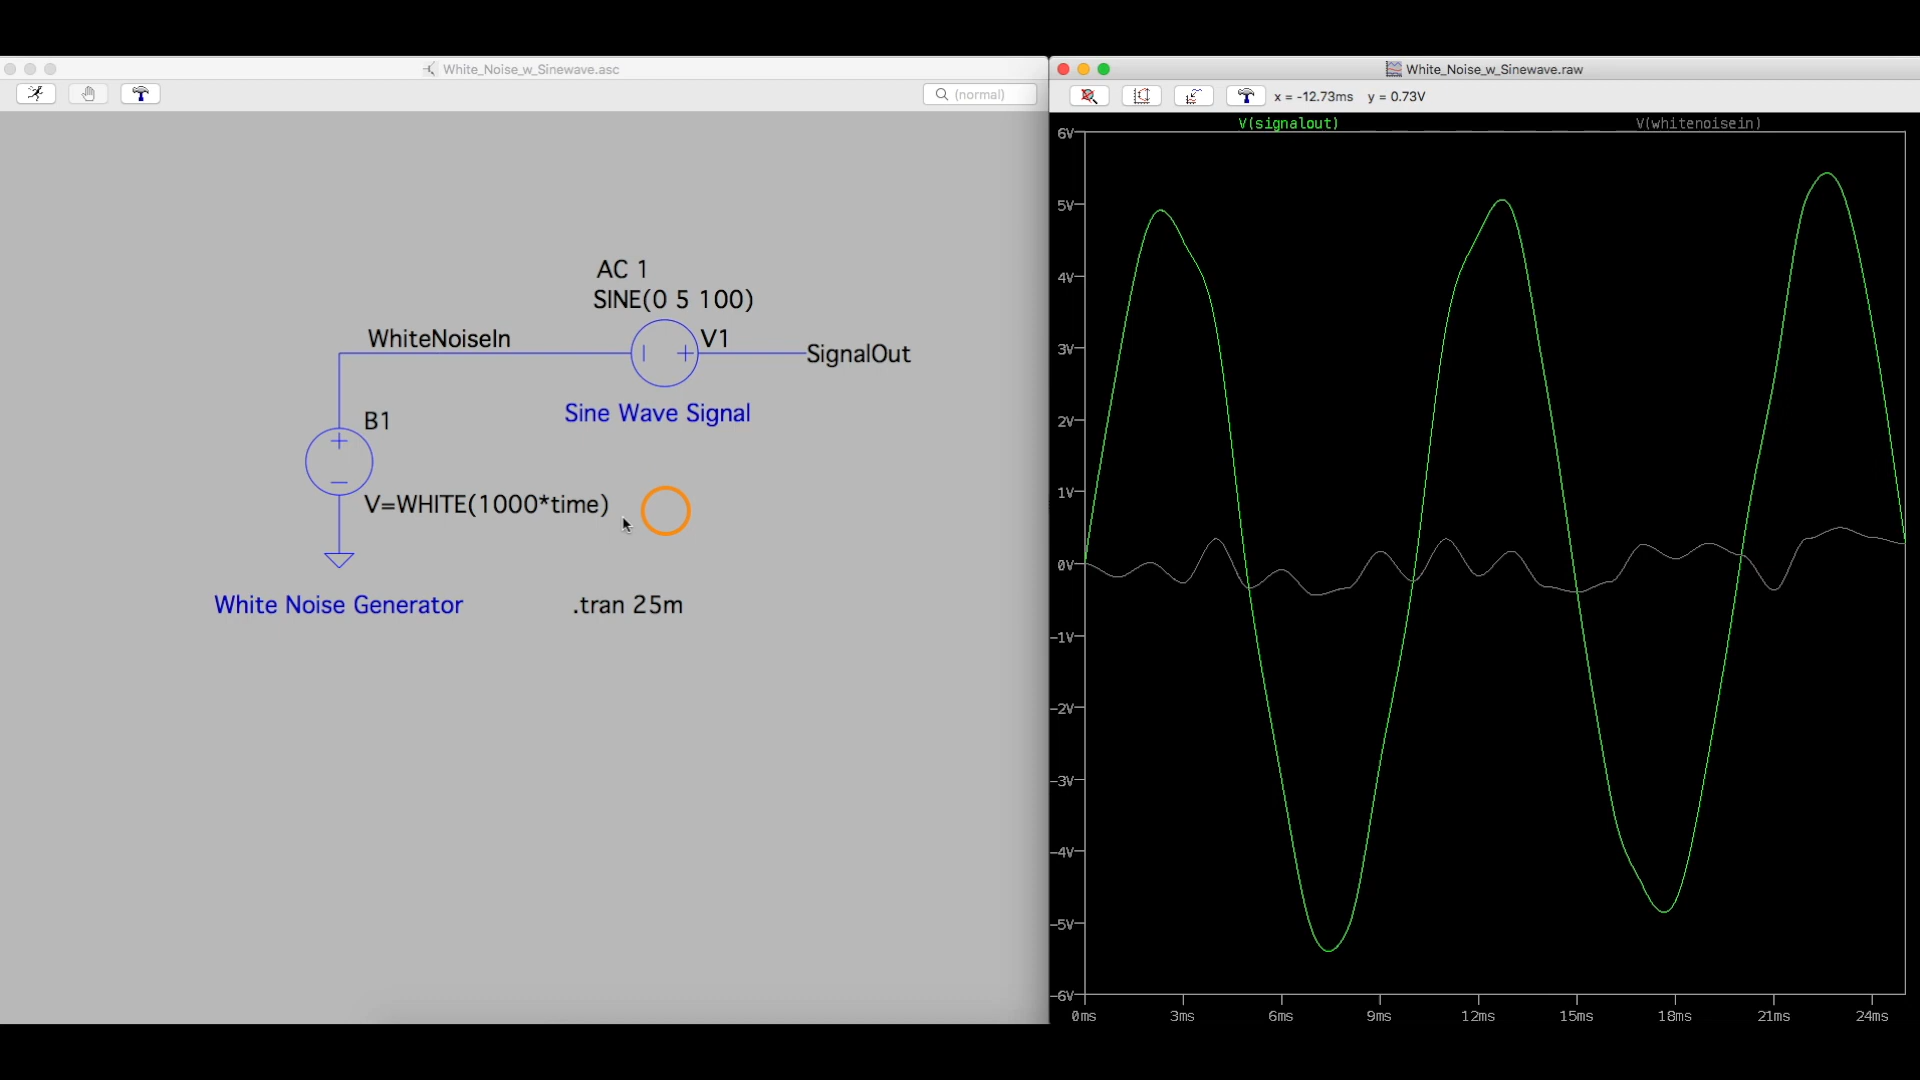 White_Noise_w_Sinewave.asc
(normal)
AC 1
SINE(0 5 100)
WhiteNoiseIn
V1
SignalOut
Sine Wave Signal
B1
V=WHITE(1000*time)
White Noise Generator
.tran 25m
White_Noise_w_Sinewave.raw
x = -12.73ms y = 0.73V
V(signalout) V(whitenoisein)
6V
5V
4V
3V
2V
1V
0V
-1V
-2V
-3V
-4V
-5V
-6V
0ms 3ms 6ms 9ms 12ms 15ms 18ms 21ms 24ms